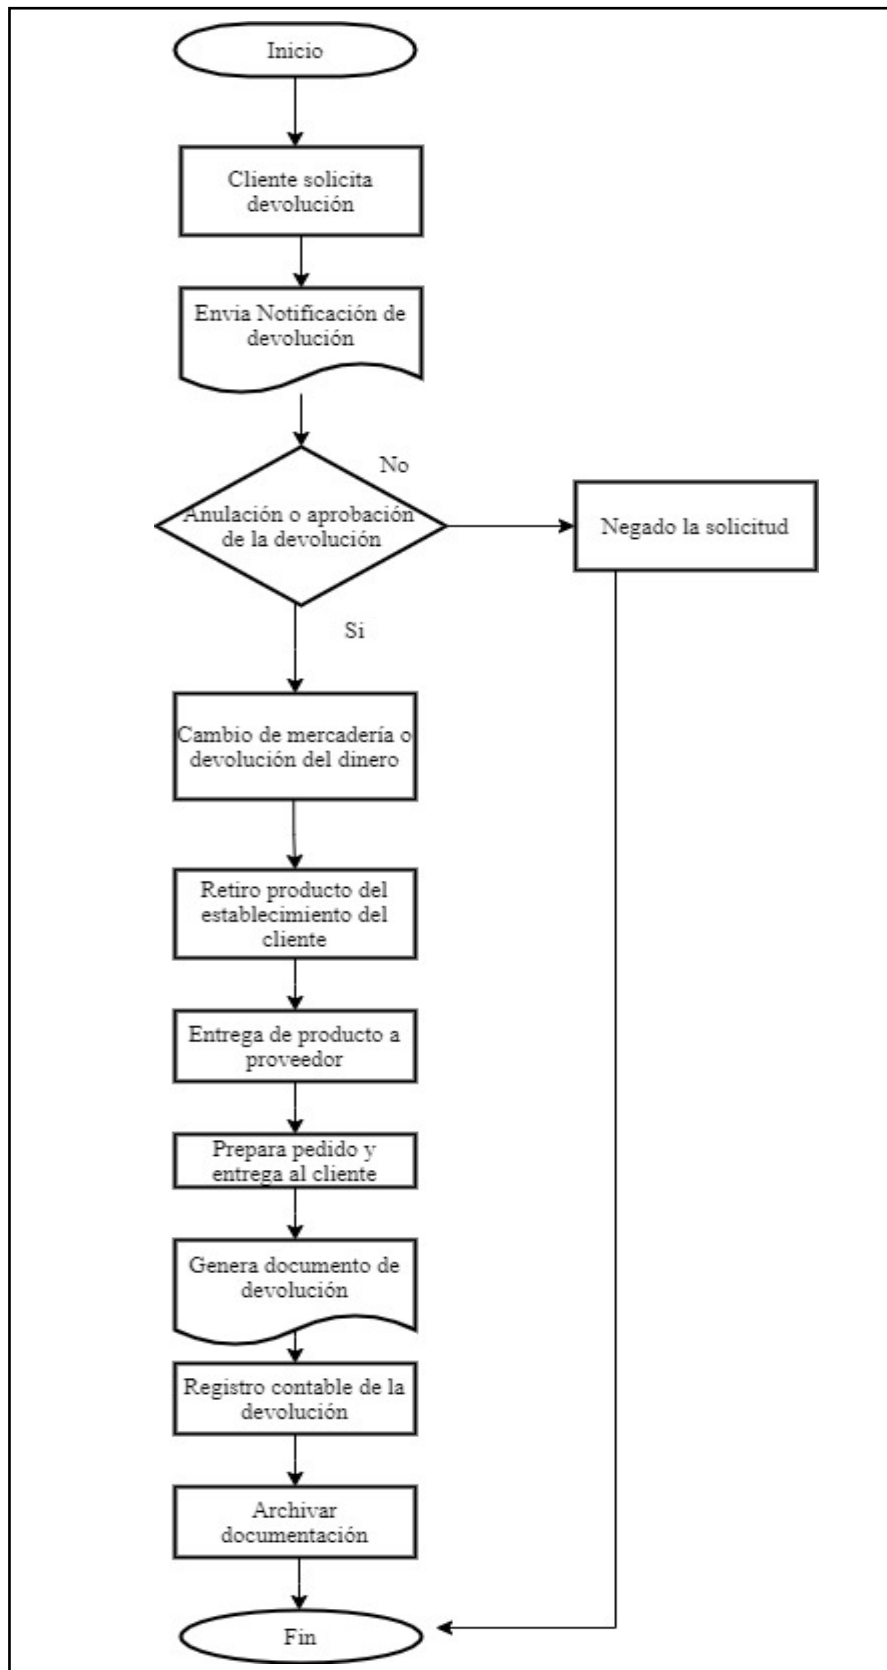 Inicio
Cliente solicita
devolución
Envia Notificación de
devolución
No
Anulación o aprobación
de la devolución
Negado la solicitud
Si
Cambio de mercadería o
devolución del dinero
Retiro producto del
establecimiento del
cliente
Entrega de producto a
proveedor
Prepara pedido y
entrega al cliente
Genera documento de
devolución
Registro contable de la
devolución
Archivar
documentación
Fin